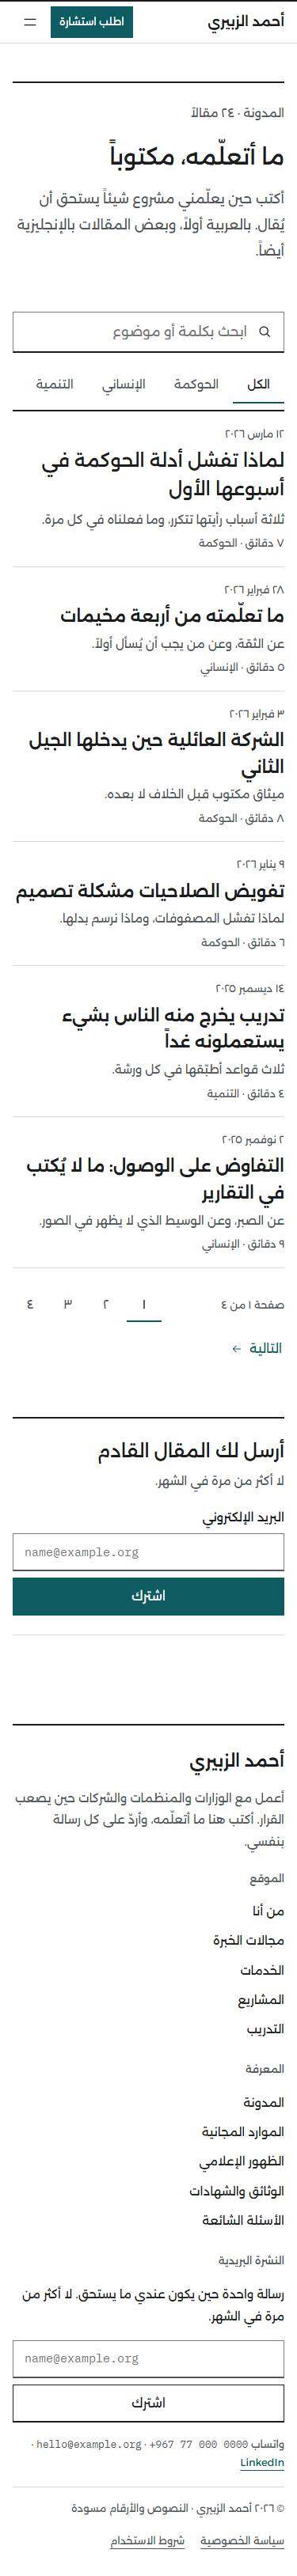 أحمد الزبيري
اطلب استشارة
المدونة · ٢٤ مقالاً
ما أتعلّمه، مكتوباً
أكتب حين يعلّمني مشروع شيئاً يستحق أن
يُقال. بالعربية أولاً، وبعض المقالات بالإنجليزية
أيضاً.
ابحث بكلمة أو موضوع
الكل
الحوكمة
الإنساني
التنمية
١٢ مارس ٢٠٢٦
لماذا تفشل أدلة الحوكمة في
أسبوعها الأول
ثلاثة أسباب رأيتها تتكرر، وما فعلناه في كل مرة.
٧ دقائق · الحوكمة
٢٨ فبراير ٢٠٢٦
ما تعلّمته من أربعة مخيمات
عن الثقة، وعن من يجب أن يُسأل أولاً.
٥ دقائق · الإنساني
٣ فبراير ٢٠٢٦
الشركة العائلية حين يدخلها الجيل
الثاني
ميثاق مكتوب قبل الخلاف لا بعده.
٨ دقائق · الحوكمة
٩ يناير ٢٠٢٦
تفويض الصلاحيات مشكلة تصميم
لماذا تفشل المصفوفات، وماذا نرسم بدلها.
٦ دقائق · الحوكمة
١٤ ديسمبر ٢٠٢٥
تدريب يخرج منه الناس بشيء
يستعملونه غداً
ثلاث قواعد أطبّقها في كل ورشة.
٤ دقائق · التنمية
٢ نوفمبر ٢٠٢٥
التفاوض على الوصول: ما لا يُكتب
في التقارير
عن الصبر، وعن الوسيط الذي لا يظهر في الصور.
٩ دقائق · الإنساني
صفحة ١ من ٤
١
٢
٣
٤
التالية ←
أرسل لك المقال القادم
لا أكثر من مرة في الشهر.
البريد الإلكتروني
name@example.org
اشترك
أحمد الزبيري
أعمل مع الوزارات والمنظمات والشركات حين يصعب
القرار. أكتب هنا ما أتعلّمه، وأردّ على كل رسالة
بنفسي.
الموقع
من أنا
مجالات الخبرة
الخدمات
المشاريع
التدريب
المعرفة
المدونة
الموارد المجانية
الظهور الإعلامي
الوثائق والشهادات
الأسئلة الشائعة
النشرة البريدية
رسالة واحدة حين يكون عندي ما يستحق. لا أكثر من
مرة في الشهر.
name@example.org
اشترك
واتساب +967 77 000 0000 · hello@example.org ·
LinkedIn
© ٢٠٢٦ أحمد الزبيري · النصوص والأرقام مسودة
سياسة الخصوصية
شروط الاستخدام